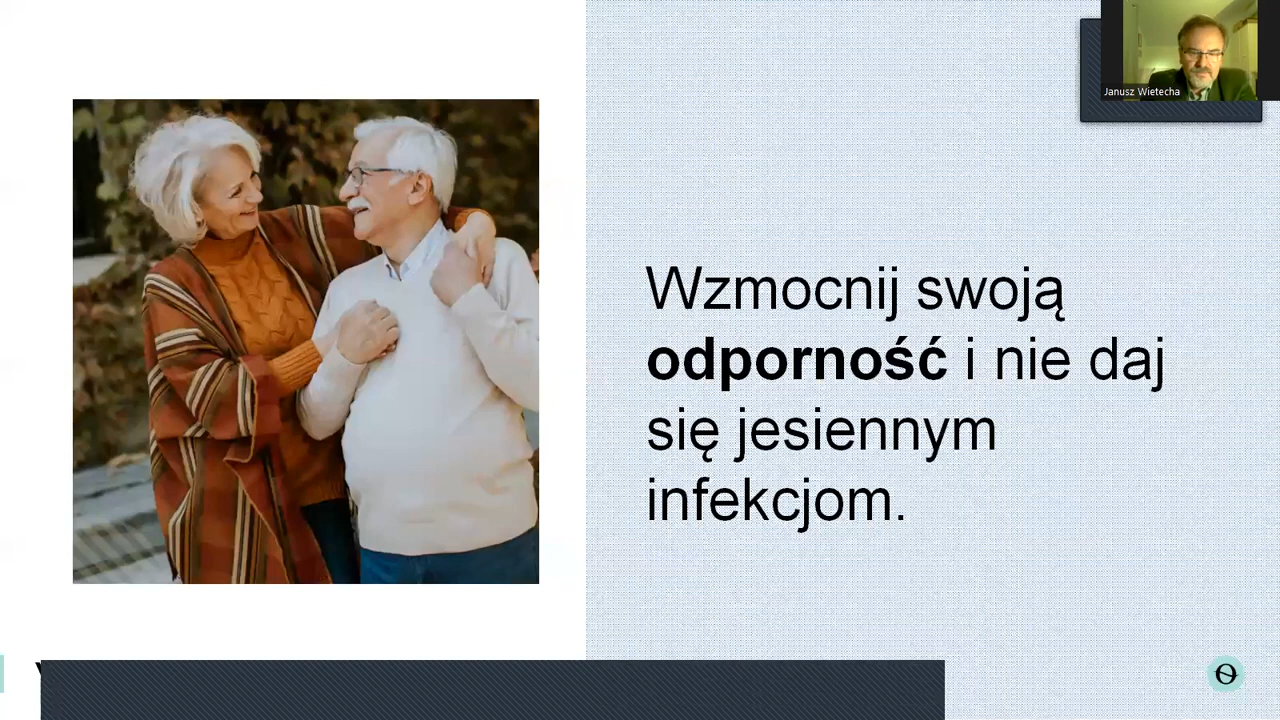 Janusz Wietecha
Wzmocnij swoją
odporność i nie daj
się jesiennym
infekcjom.